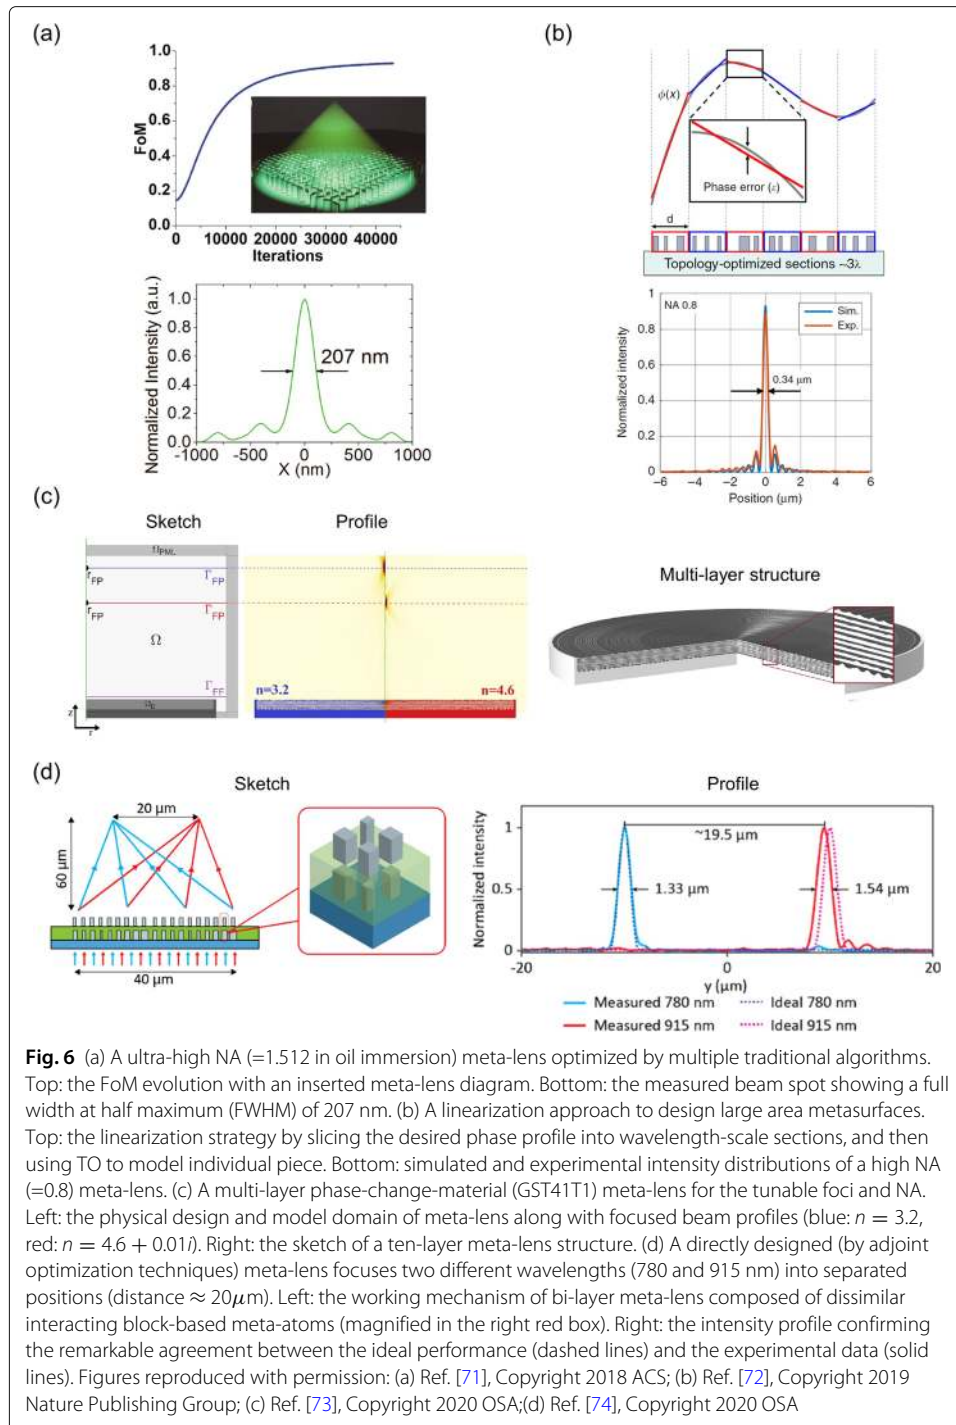 (a)
1.0
0.8
0.6
0.4
0.2
0.0
FoM
0 10000 20000 30000 40000
Iterations
1.0
0.8
0.6
0.4
0.2
0.0
Normalized Intensity (a.u.)
207 nm
-1000 -500 0 500 1000
X (nm)
(b)
ϕ(x)
Phase error (ε)
d
Topology-optimized sections ~3λ
1
0.8
0.6
0.4
0.2
0
Normalized intensity
NA 0.8
Sim.
Exp.
0.34 μm
−6 −4 −2 0 2 4 6
Position (μm)
(c)
Sketch
Profile
Ω_PML
r_FP
Γ_FP
r_FP
Γ_FP
Ω
Γ_FF
z
r
n=3.2
n=4.6
Multi-layer structure
(d)
Sketch
20 μm
60 μm
40 μm
Profile
Normalized intensity
1
0.5
0
~19.5 μm
1.33 μm
1.54 μm
-20 0 20
y (μm)
Measured 780 nm
Ideal 780 nm
Measured 915 nm
Ideal 915 nm
Fig. 6 (a) A ultra-high NA (=1.512 in oil immersion) meta-lens optimized by multiple traditional algorithms.
Top: the FoM evolution with an inserted meta-lens diagram. Bottom: the measured beam spot showing a full
width at half maximum (FWHM) of 207 nm. (b) A linearization approach to design large area metasurfaces.
Top: the linearization strategy by slicing the desired phase profile into wavelength-scale sections, and then
using TO to model individual piece. Bottom: simulated and experimental intensity distributions of a high NA
(=0.8) meta-lens. (c) A multi-layer phase-change-material (GST41T1) meta-lens for the tunable foci and NA.
Left: the physical design and model domain of meta-lens along with focused beam profiles (blue: n = 3.2,
red: n = 4.6 + 0.01i). Right: the sketch of a ten-layer meta-lens structure. (d) A directly designed (by adjoint
optimization techniques) meta-lens focuses two different wavelengths (780 and 915 nm) into separated
positions (distance ≈ 20μm). Left: the working mechanism of bi-layer meta-lens composed of dissimilar
interacting block-based meta-atoms (magnified in the right red box). Right: the intensity profile confirming
the remarkable agreement between the ideal performance (dashed lines) and the experimental data (solid
lines). Figures reproduced with permission: (a) Ref. [71], Copyright 2018 ACS; (b) Ref. [72], Copyright 2019
Nature Publishing Group; (c) Ref. [73], Copyright 2020 OSA;(d) Ref. [74], Copyright 2020 OSA